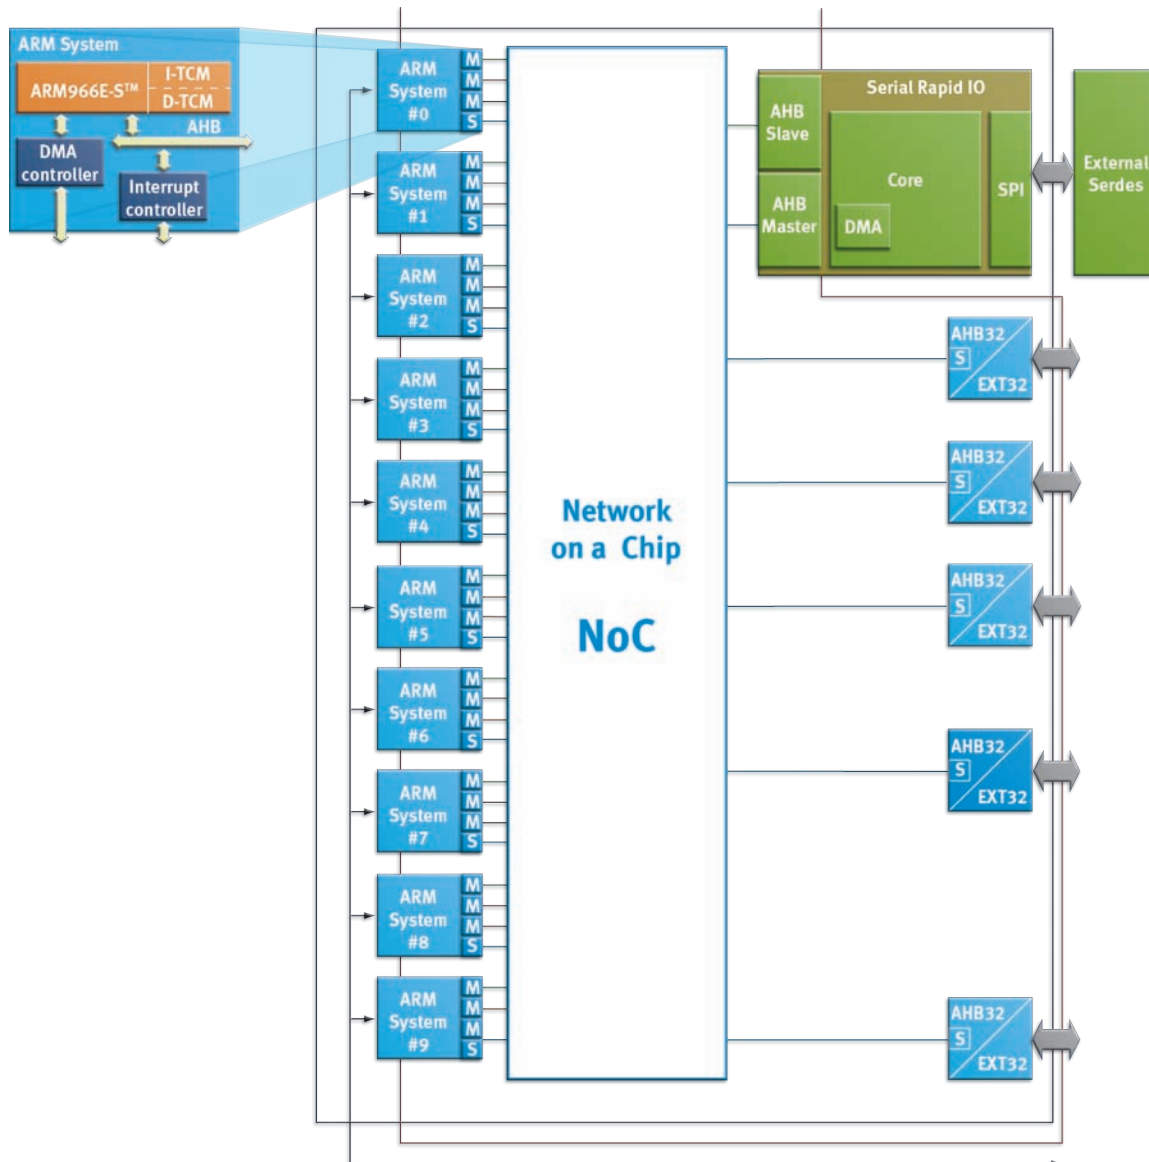 ARM System
ARM966E-S™
I-TCM
D-TCM
AHB
DMA
controller
Interrupt
controller
ARM
System
#0
M
M
M
S
ARM
System
#1
M
M
M
S
ARM
System
#2
M
M
M
S
ARM
System
#3
M
M
M
S
ARM
System
#4
M
M
M
S
ARM
System
#5
M
M
M
S
ARM
System
#6
M
M
M
S
ARM
System
#7
M
M
M
S
ARM
System
#8
M
M
M
S
ARM
System
#9
M
M
M
S
Network
on a Chip
NoC
Serial Rapid IO
AHB
Slave
AHB
Master
Core
DMA
SPI
External
Serdes
AHB32
S
EXT32
AHB32
S
EXT32
AHB32
S
EXT32
AHB32
S
EXT32
AHB32
S
EXT32